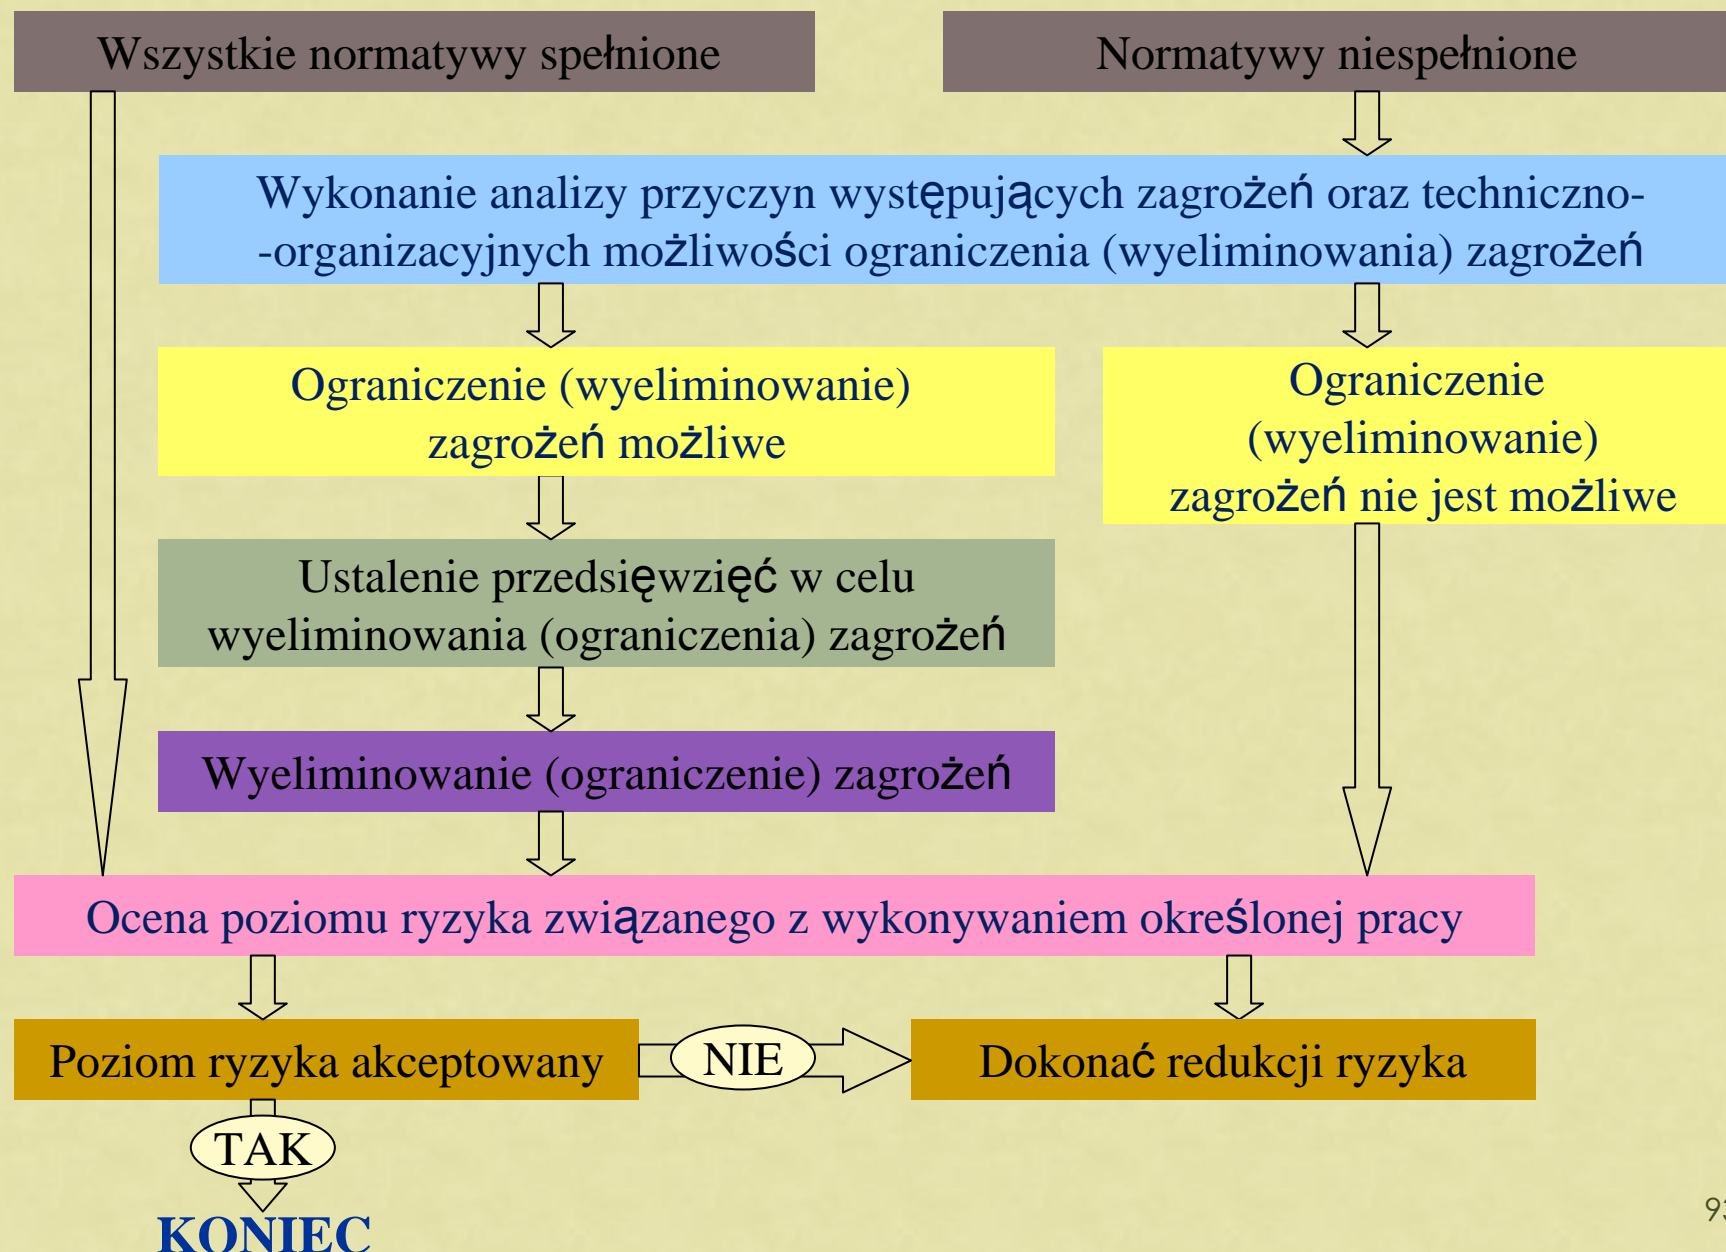 Wszystkie normatywy spełnione
Normatywy niespełnione
Wykonanie analizy przyczyn występujących zagrożeń oraz techniczno-
-organizacyjnych możliwości ograniczenia (wyeliminowania) zagrożeń
Ograniczenie (wyeliminowanie)
zagrożeń możliwe
Ograniczenie
(wyeliminowanie)
zagrożeń nie jest możliwe
Ustalenie przedsięwzięć w celu
wyeliminowania (ograniczenia) zagrożeń
Wyeliminowanie (ograniczenie) zagrożeń
Ocena poziomu ryzyka związanego z wykonywaniem określonej pracy
Poziom ryzyka akceptowany
NIE
Dokonać redukcji ryzyka
TAK
KONIEC
93